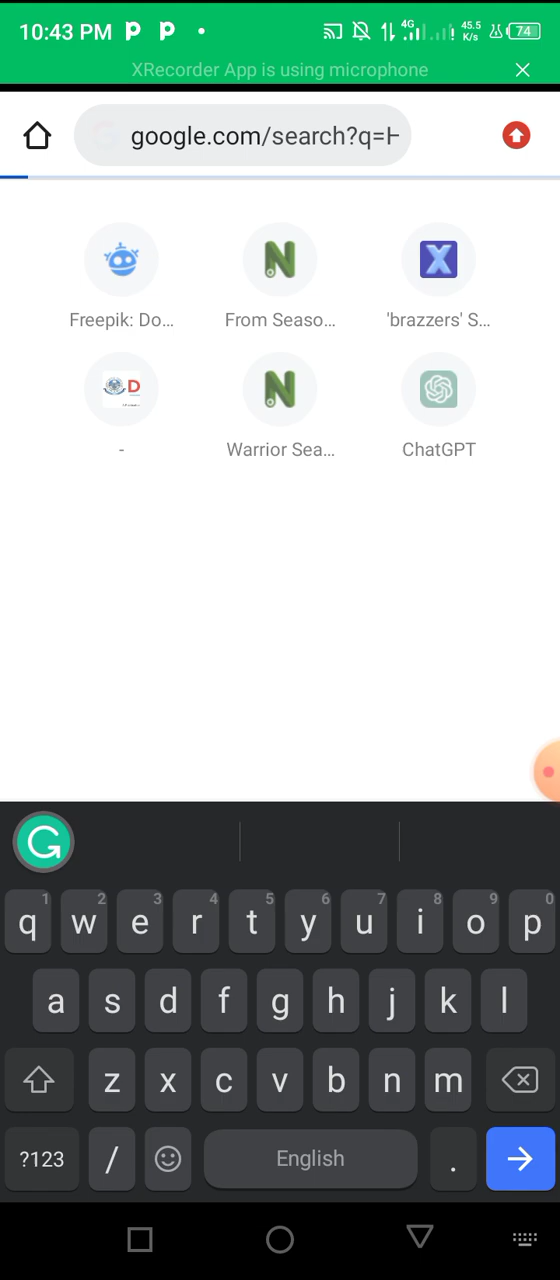 10:43 PM
4G
45.5
K/s
74
XRecorder App is using microphone
google.com/search?q=H
Freepik: Do...
From Seaso...
'brazzers' S...
D
-
Warrior Sea...
ChatGPT
1 2 3 4 5 6 7 8 9 0
q w e r t y u i o p
a s d f g h j k l
z x c v b n m
?123 / English .